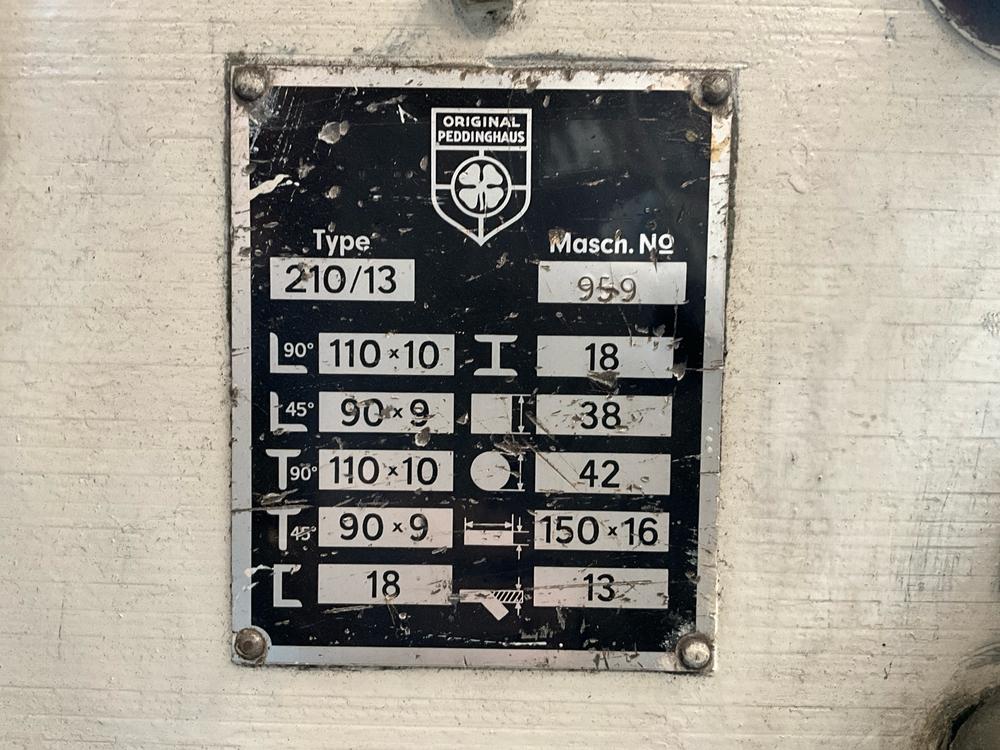 ORIGINAL
PEDDINGHAUS
Type Masch. Nº
210/13 959
90° 110 × 10 18
45° 90 × 9 38
90° 110 × 10 42
45° 90 × 9 150 × 16
18 13